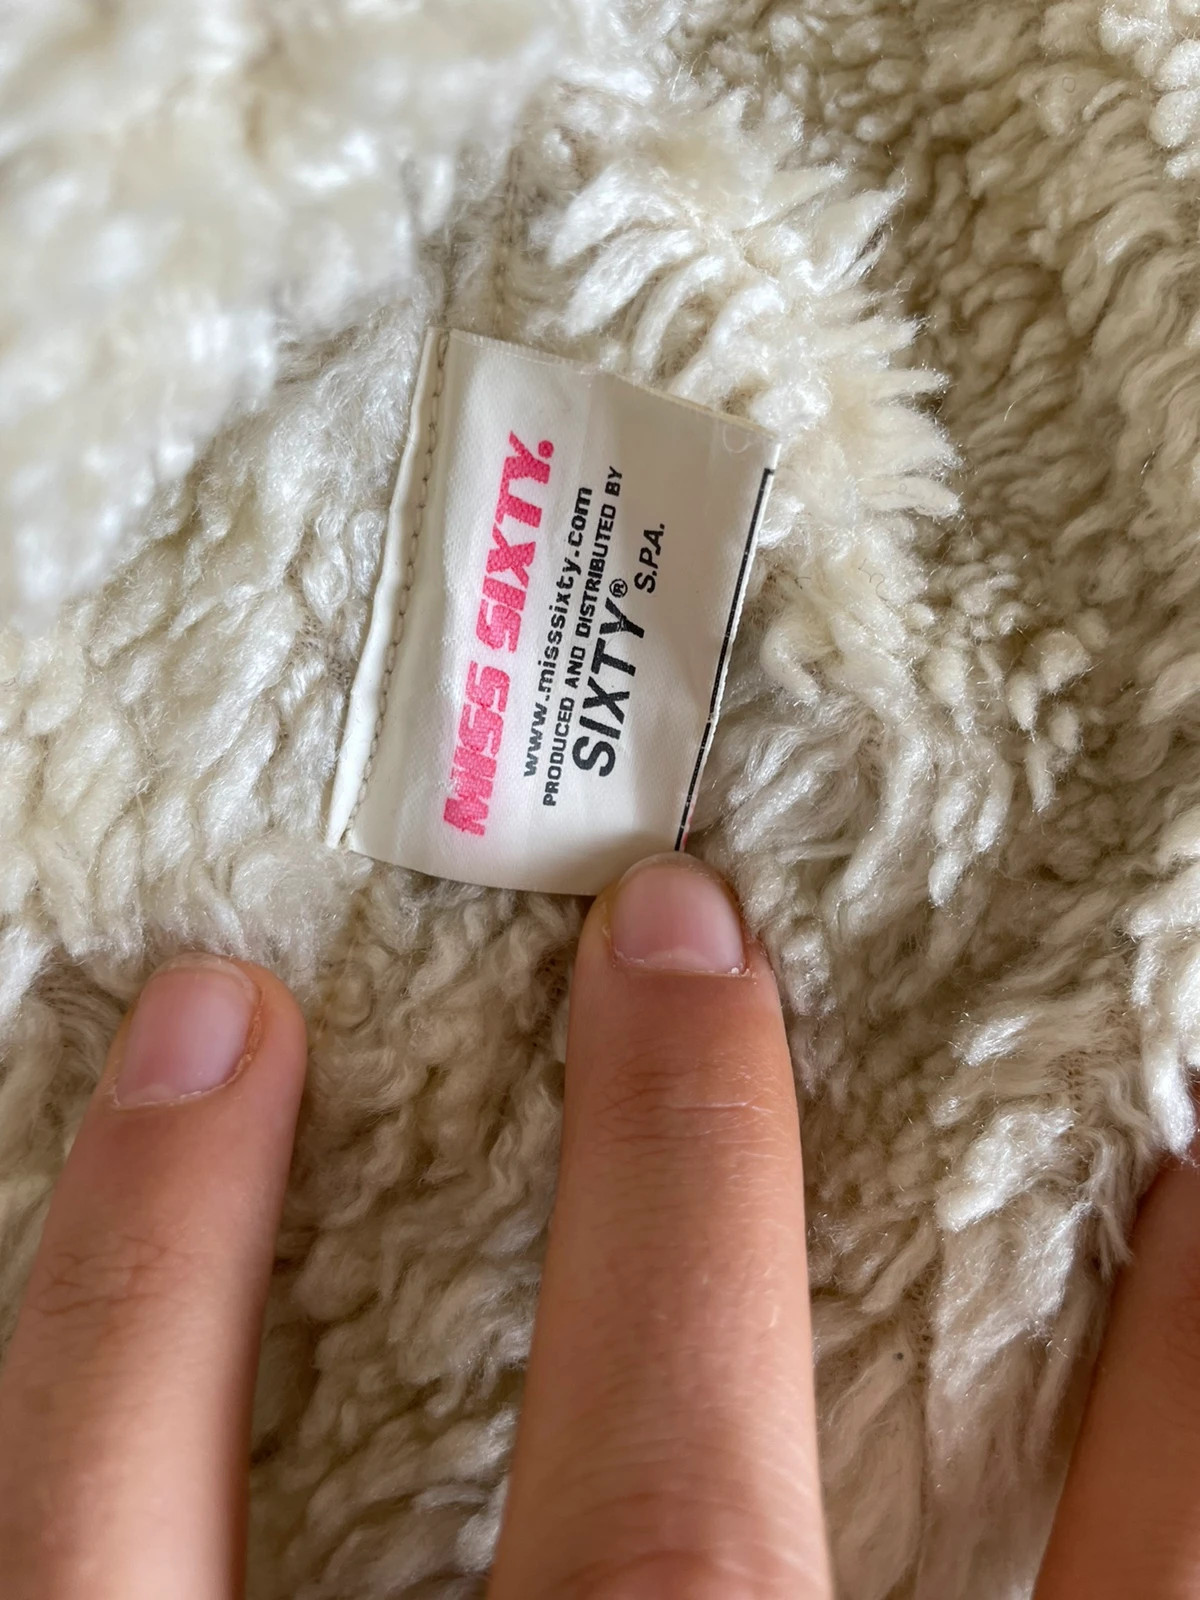 MISS SIXTY.
www.misssixty.com
PRODUCED AND DISTRIBUTED BY
SIXTY® S.P.A.